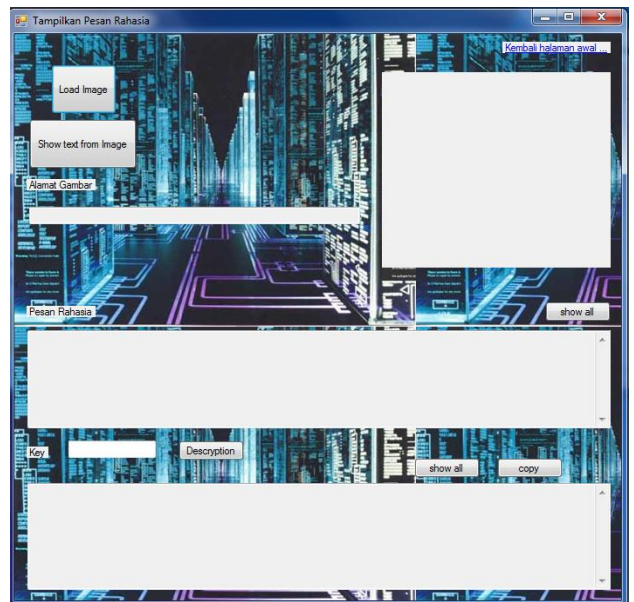 Tampilkan Pesan Rahasia
Kembali halaman awal ...
Load Image
Show text from Image
Alamat Gambar
Pesan Rahasia
show all
Key
Descryption
show all
copy